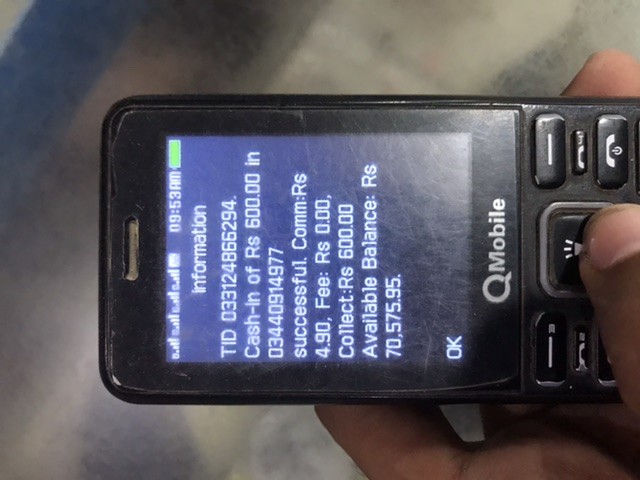 09:53AM
Information
TID 033124866294.
Cash-in of Rs 600.00 in
03440914977
successful. Comm:Rs
4.90, Fee: Rs 0.00,
Collect:Rs 600.00
Available Balance: Rs
70,575.95.
OK
QMobile